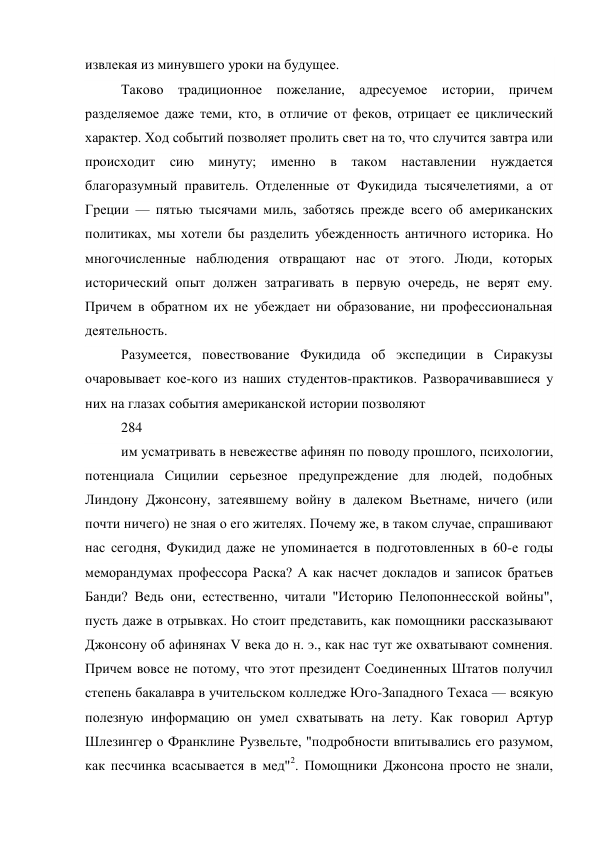 извлекая из минувшего уроки на будущее.
Таково традиционное пожелание, адресуемое истории, причем
разделяемое даже теми, кто, в отличие от феков, отрицает ее циклический
характер. Ход событий позволяет пролить свет на то, что случится завтра или
происходит сию минуту; именно в таком наставлении нуждается
благоразумный правитель. Отделенные от Фукидида тысячелетиями, а от
Греции — пятью тысячами миль, заботясь прежде всего об американских
политиках, мы хотели бы разделить убежденность античного историка. Но
многочисленные наблюдения отвращают нас от этого. Люди, которых
исторический опыт должен затрагивать в первую очередь, не верят ему.
Причем в обратном их не убеждает ни образование, ни профессиональная
деятельность.
Разумеется, повествование Фукидида об экспедиции в Сиракузы
очаровывает кое-кого из наших студентов-практиков. Разворачивавшиеся у
них на глазах события американской истории позволяют
284
им усматривать в невежестве афинян по поводу прошлого, психологии,
потенциала Сицилии серьезное предупреждение для людей, подобных
Линдону Джонсону, затеявшему войну в далеком Вьетнаме, ничего (или
почти ничего) не зная о его жителях. Почему же, в таком случае, спрашивают
нас сегодня, Фукидид даже не упоминается в подготовленных в 60-е годы
меморандумах профессора Раска? А как насчет докладов и записок братьев
Банди? Ведь они, естественно, читали "Историю Пелопоннесской войны",
пусть даже в отрывках. Но стоит представить, как помощники рассказывают
Джонсону об афинянах V века до н. э., как нас тут же охватывают сомнения.
Причем вовсе не потому, что этот президент Соединенных Штатов получил
степень бакалавра в учительском колледже Юго-Западного Техаса — всякую
полезную информацию он умел схватывать на лету. Как говорил Артур
Шлезингер о Франклине Рузвельте, "подробности впитывались его разумом,
как песчинка всасывается в мед"2. Помощники Джонсона просто не знали,